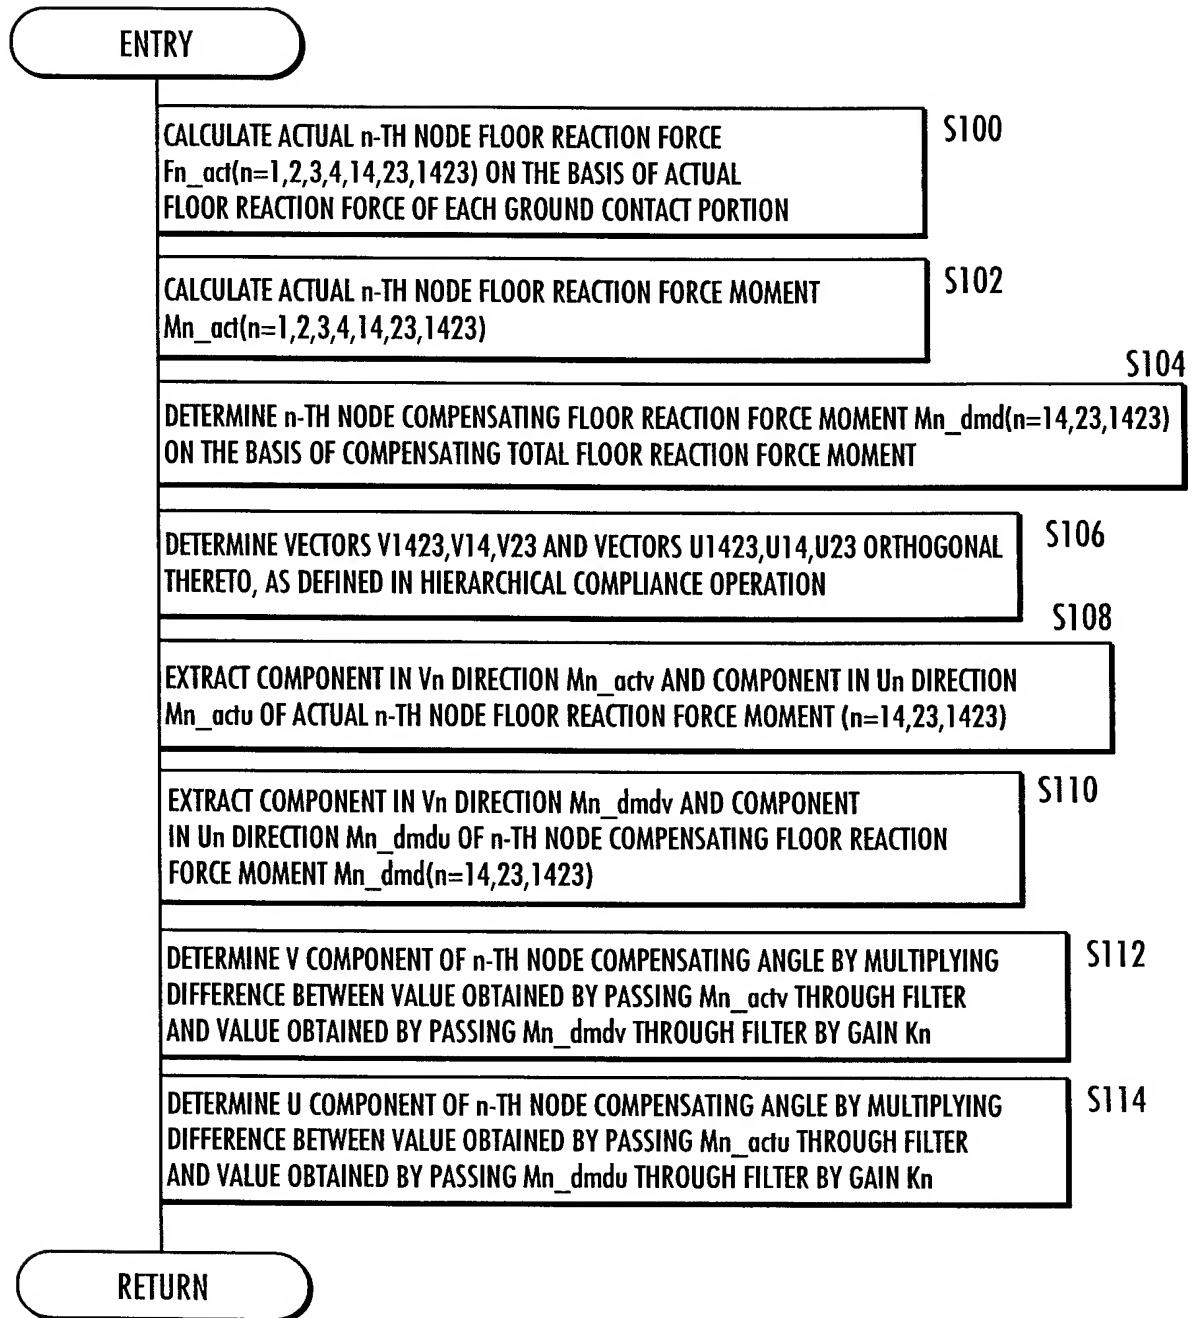 ENTRY
CALCULATE ACTUAL n-TH NODE FLOOR REACTION FORCE
Fn_act(n=1,2,3,4,14,23,1423) ON THE BASIS OF ACTUAL
FLOOR REACTION FORCE OF EACH GROUND CONTACT PORTION
S100
CALCULATE ACTUAL n-TH NODE FLOOR REACTION FORCE MOMENT
Mn_act(n=1,2,3,4,14,23,1423)
S102
S104
DETERMINE n-TH NODE COMPENSATING FLOOR REACTION FORCE MOMENT Mn_dmd(n=14,23,1423)
ON THE BASIS OF COMPENSATING TOTAL FLOOR REACTION FORCE MOMENT
DETERMINE VECTORS V1423,V14,V23 AND VECTORS U1423,U14,U23 ORTHOGONAL
THERETO, AS DEFINED IN HIERARCHICAL COMPLIANCE OPERATION
S106
S108
EXTRACT COMPONENT IN Vn DIRECTION Mn_actv AND COMPONENT IN Un DIRECTION
Mn_actu OF ACTUAL n-TH NODE FLOOR REACTION FORCE MOMENT (n=14,23,1423)
EXTRACT COMPONENT IN Vn DIRECTION Mn_dmdv AND COMPONENT
IN Un DIRECTION Mn_dmdu OF n-TH NODE COMPENSATING FLOOR REACTION
FORCE MOMENT Mn_dmd(n=14,23,1423)
S110
DETERMINE V COMPONENT OF n-TH NODE COMPENSATING ANGLE BY MULTIPLYING
DIFFERENCE BETWEEN VALUE OBTAINED BY PASSING Mn_actv THROUGH FILTER
AND VALUE OBTAINED BY PASSING Mn_dmdv THROUGH FILTER BY GAIN Kn
S112
DETERMINE U COMPONENT OF n-TH NODE COMPENSATING ANGLE BY MULTIPLYING
DIFFERENCE BETWEEN VALUE OBTAINED BY PASSING Mn_actu THROUGH FILTER
AND VALUE OBTAINED BY PASSING Mn_dmdu THROUGH FILTER BY GAIN Kn
S114
RETURN